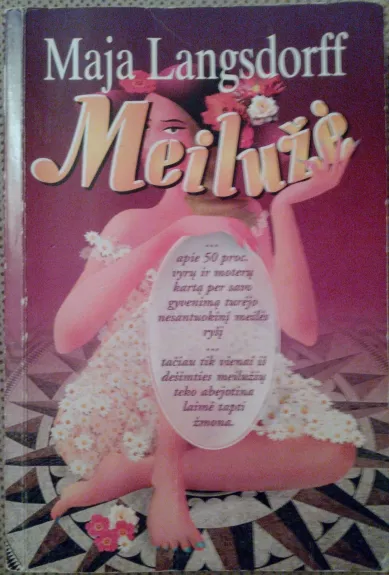 Maja Langsdorff
Meilužė
...
apie 50 proc.
vyrų ir moterų
kartą per savo
gyvenimą turėjo
nesantuokinį meilės
ryšį
...
tačiau tik vienai iš
dešimties meilužių
teko abejotina
laimė tapti
žmona.